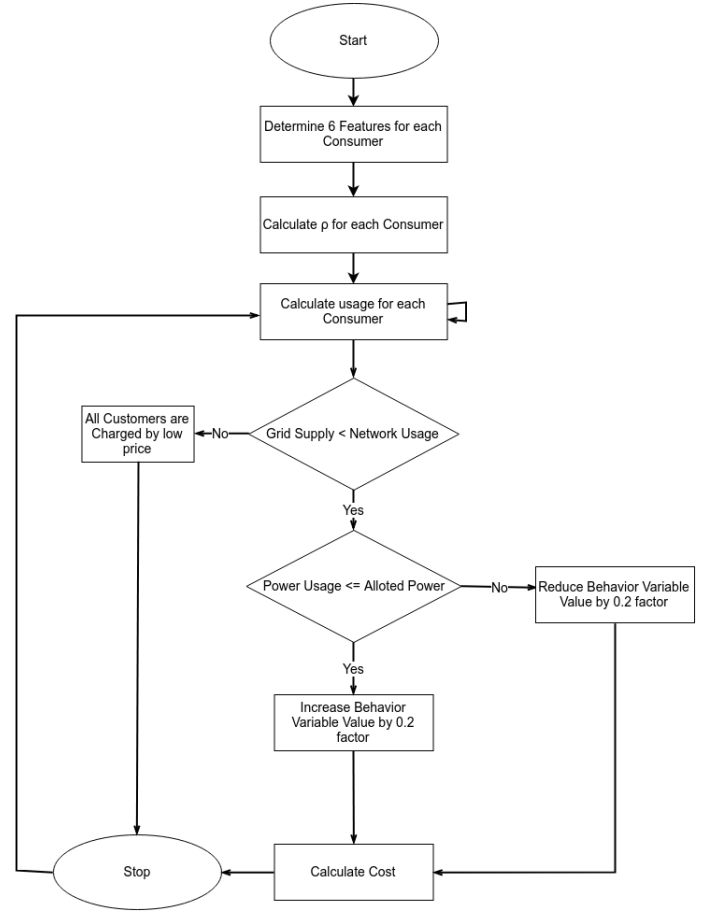 Start
Determine 6 Features for each
Consumer
Calculate ρ for each Consumer
Calculate usage for each
Consumer
All Customers are
Charged by low
price
No
Grid Supply < Network Usage
Yes
Power Usage <= Alloted Power
No
Reduce Behavior Variable
Value by 0.2 factor
Yes
Increase Behavior
Variable Value by 0.2
factor
Stop
Calculate Cost